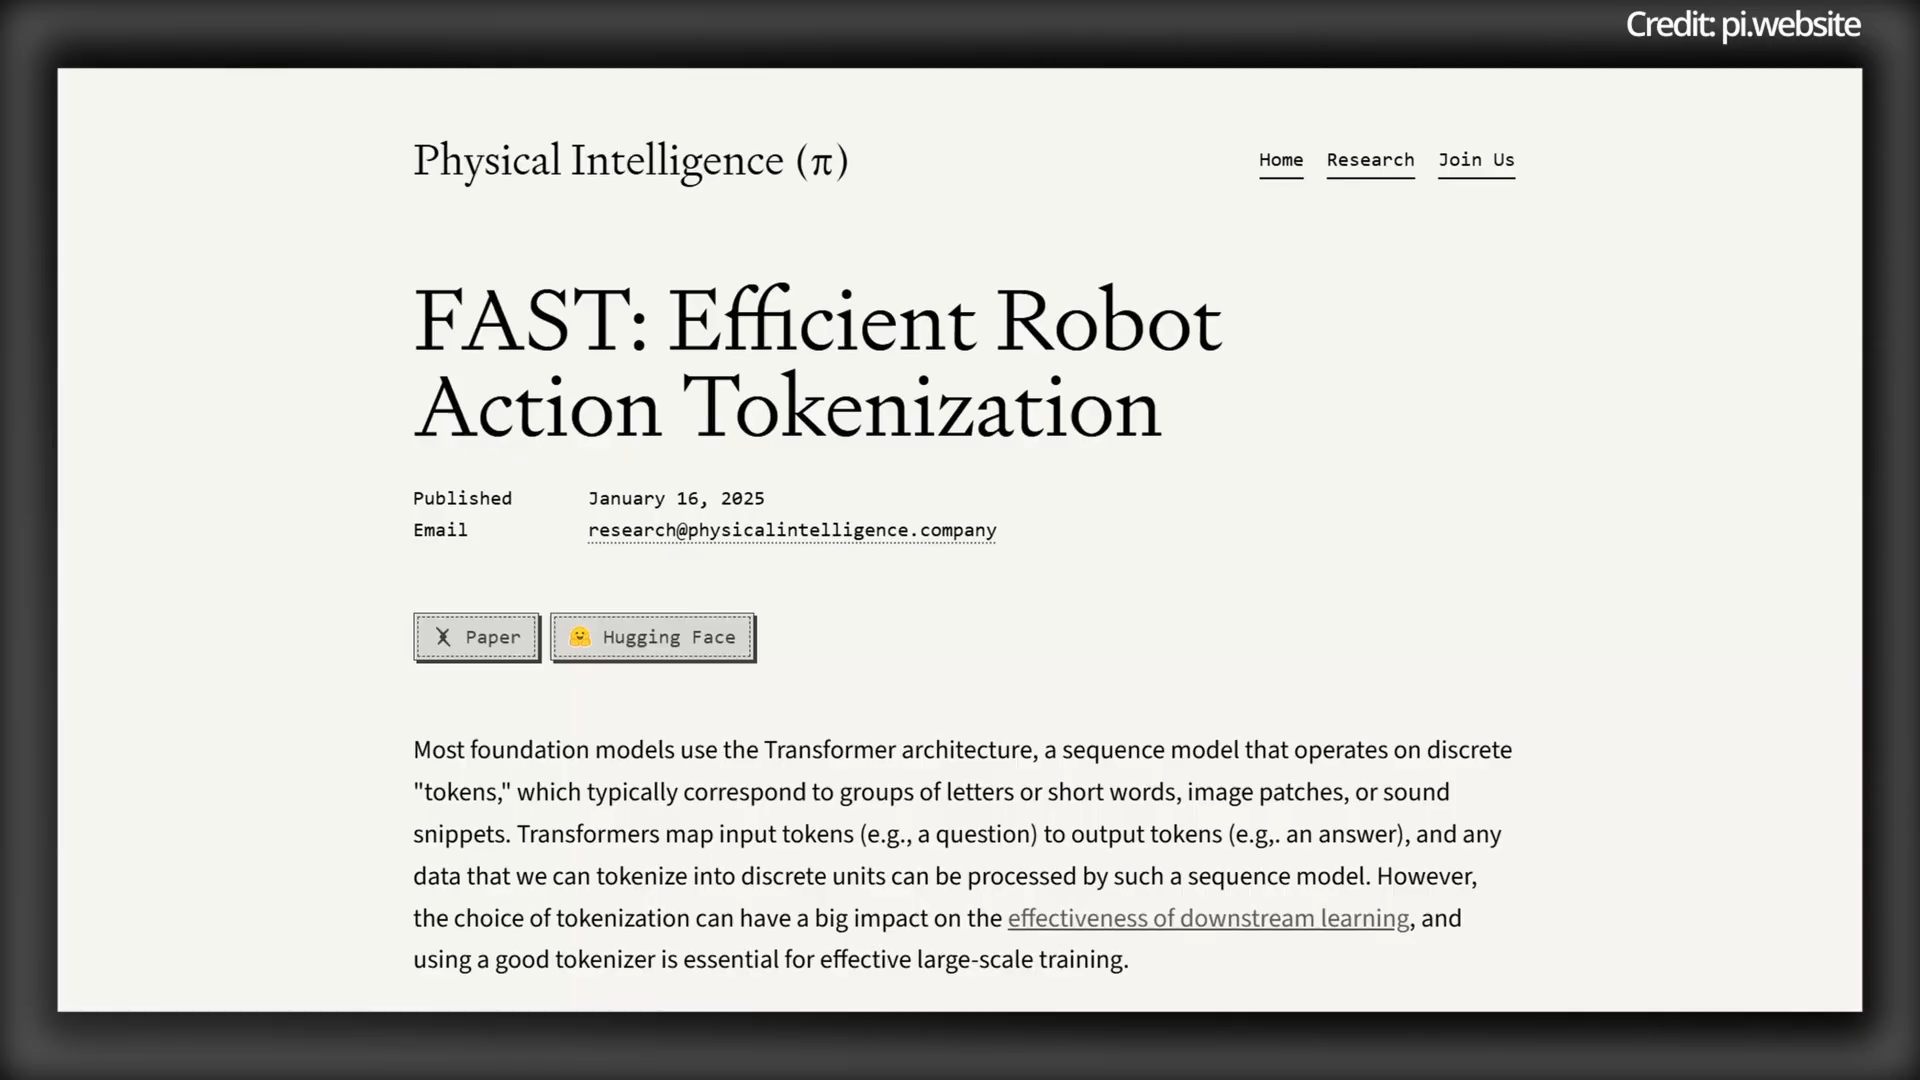 Credit: pi.website
Physical Intelligence (π)
Home Research Join Us
FAST: Efficient Robot
Action Tokenization
Published January 16, 2025
Email research@physicalintelligence.company
Paper Hugging Face
Most foundation models use the Transformer architecture, a sequence model that operates on discrete
"tokens," which typically correspond to groups of letters or short words, image patches, or sound
snippets. Transformers map input tokens (e.g., a question) to output tokens (e.g,. an answer), and any
data that we can tokenize into discrete units can be processed by such a sequence model. However,
the choice of tokenization can have a big impact on the effectiveness of downstream learning, and
using a good tokenizer is essential for effective large-scale training.